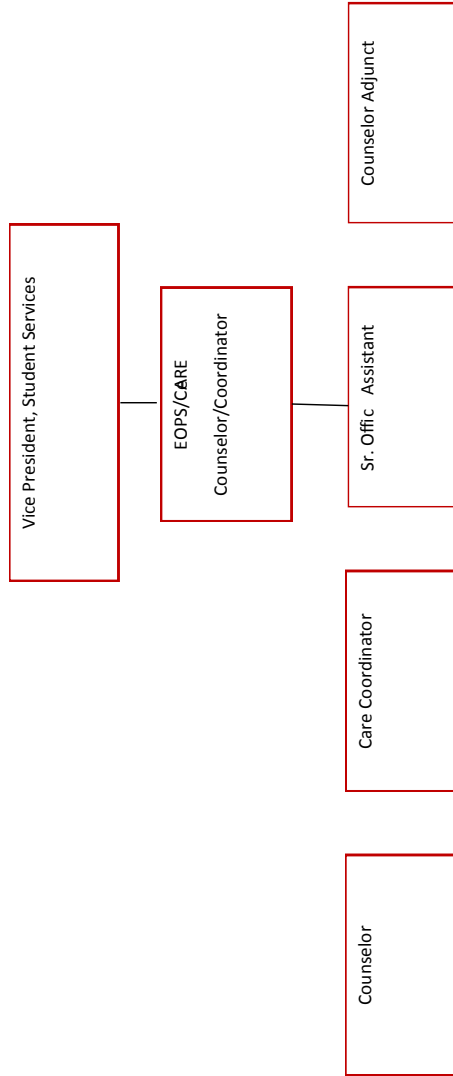 Vice President, Student Services
EOPS/CARE
Counselor/Coordinator
Counselor
Care Coordinator
Sr. Offic Assistant
Counselor Adjunct